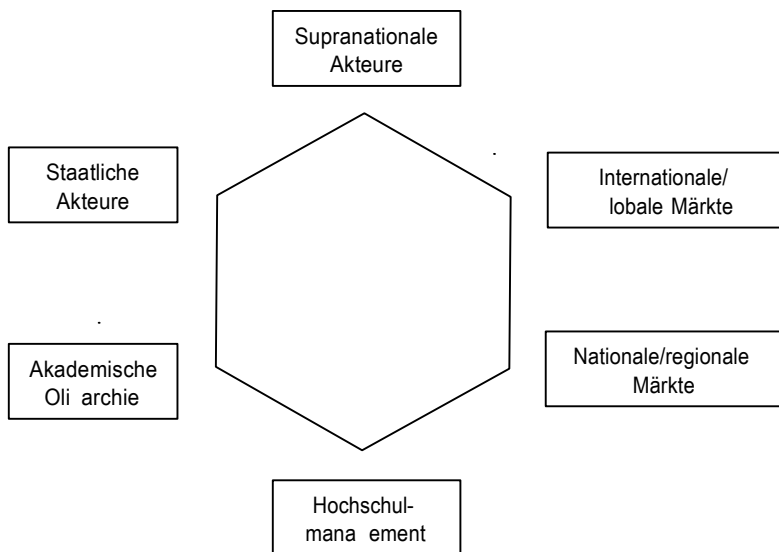 Supranationale
Akteure
Staatliche
Akteure
Internationale/
lobale Märkte
Akademische
Oli archie
Nationale/regionale
Märkte
Hochschul-
mana ement